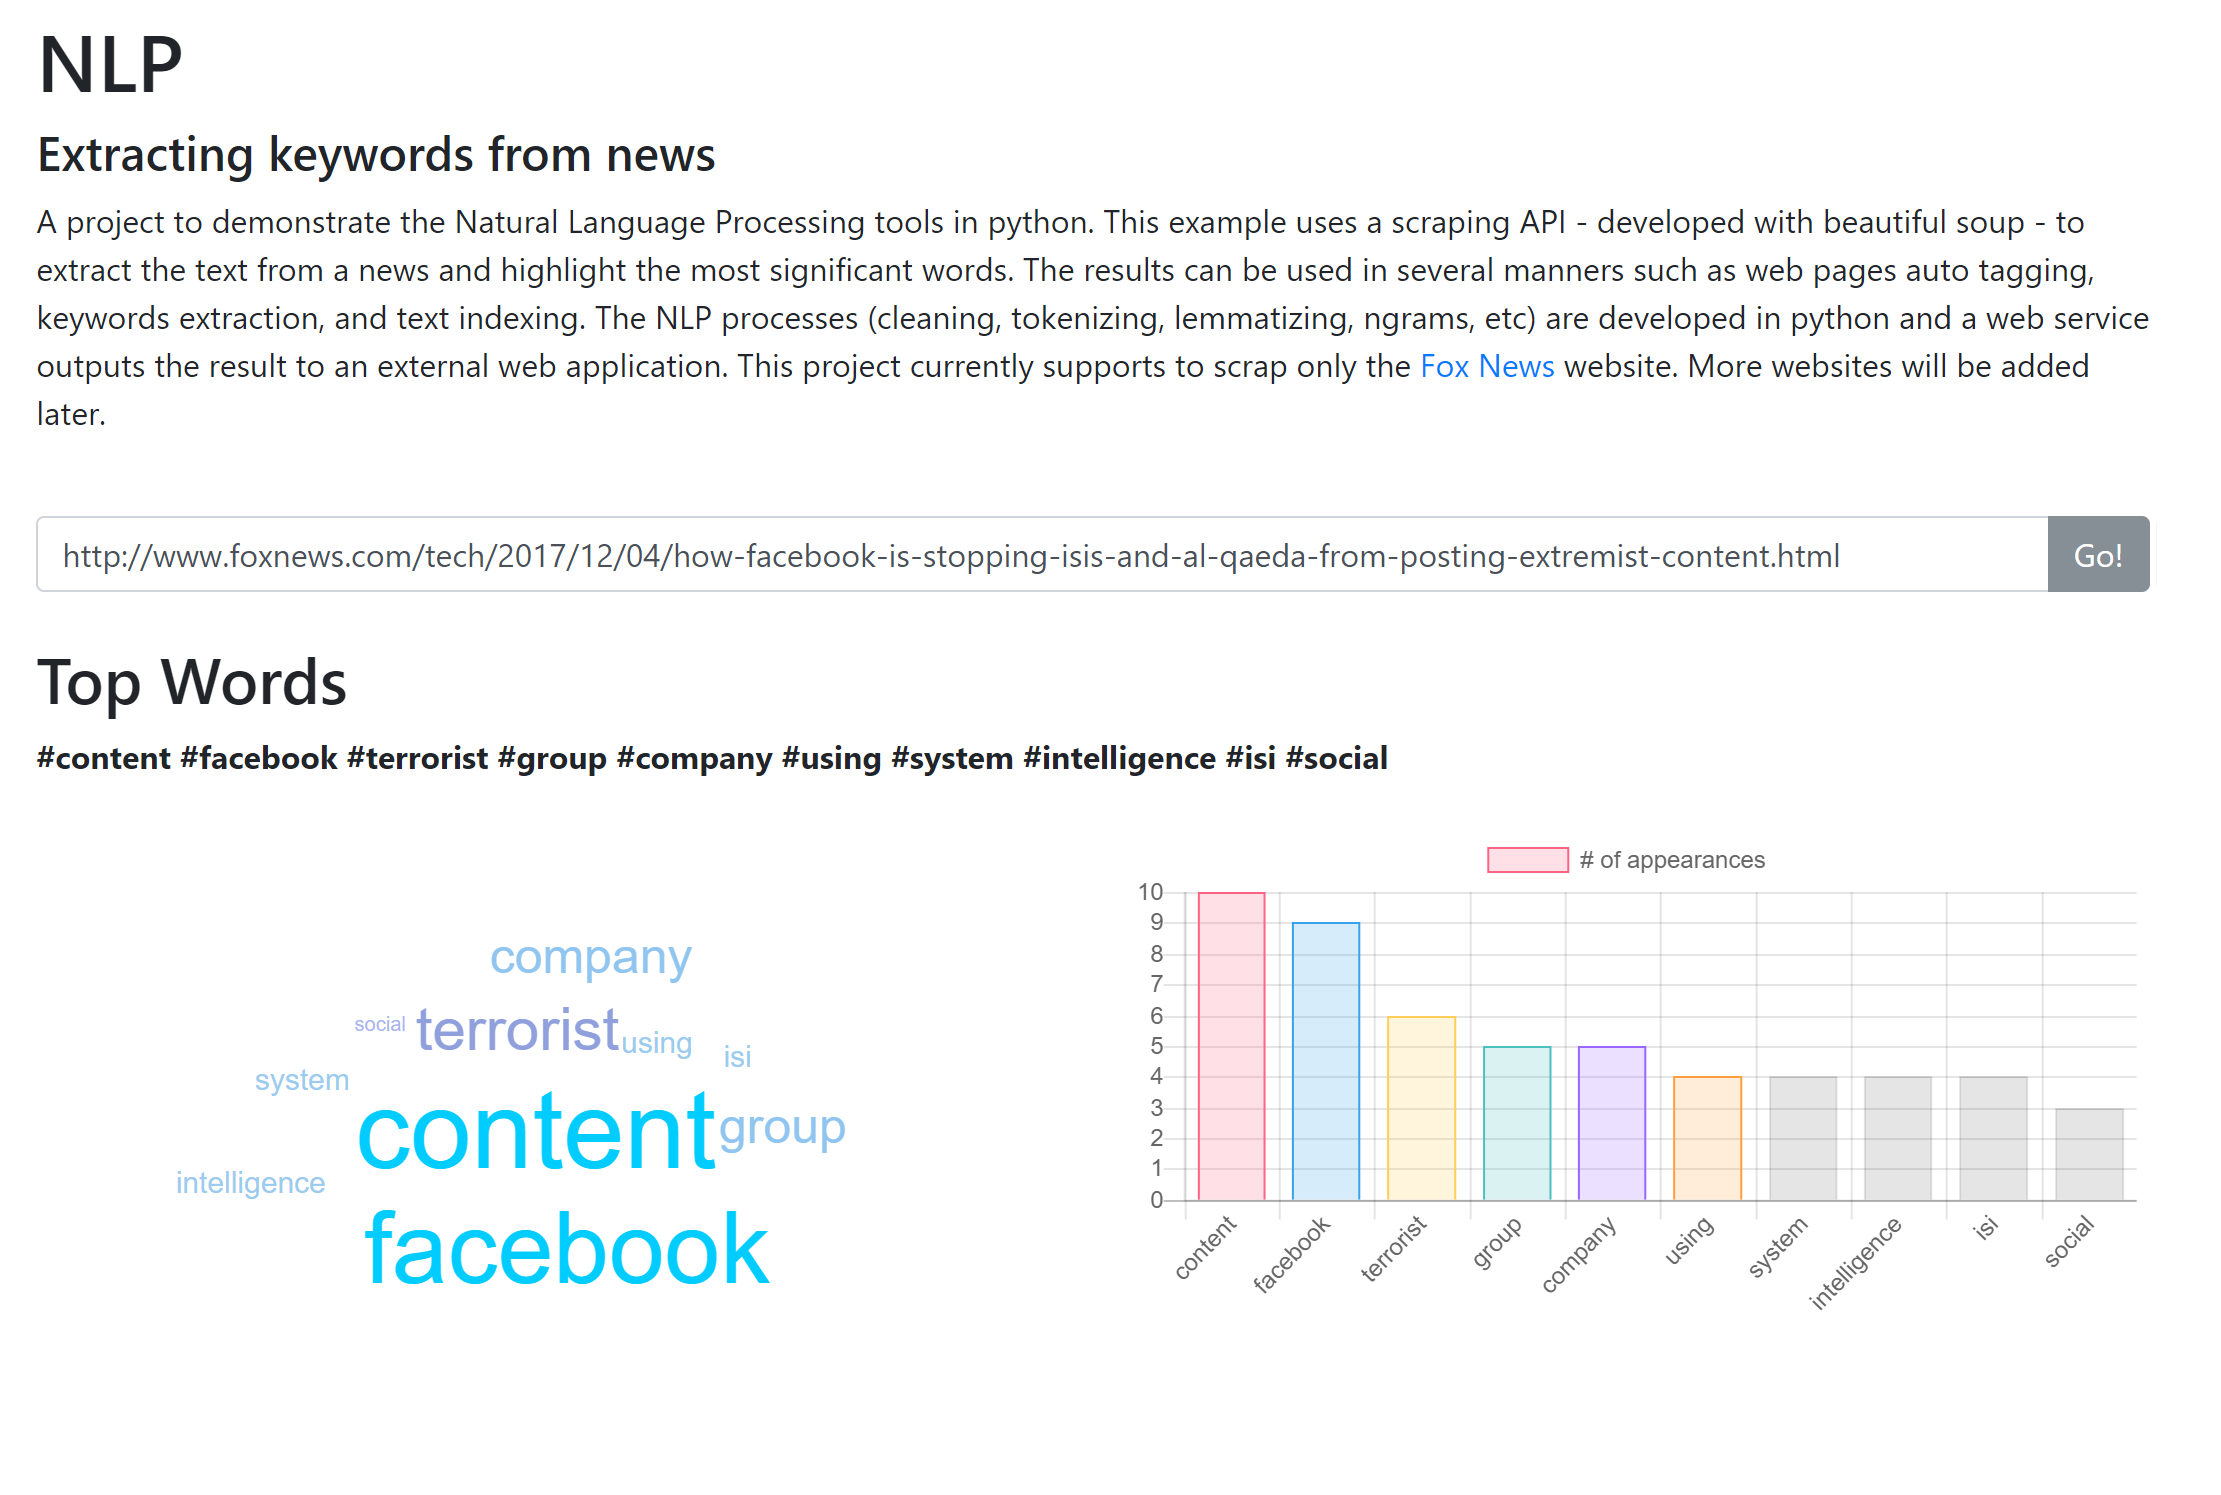 NLP
Extracting keywords from news
A project to demonstrate the Natural Language Processing tools in python. This example uses a scraping API - developed with beautiful soup - to
extract the text from a news and highlight the most significant words. The results can be used in several manners such as web pages auto tagging,
keywords extraction, and text indexing. The NLP processes (cleaning, tokenizing, lemmatizing, ngrams, etc) are developed in python and a web service
outputs the result to an external web application. This project currently supports to scrap only the Fox News website. More websites will be added
later.
http://www.foxnews.com/tech/2017/12/04/how-facebook-is-stopping-isis-and-al-qaeda-from-posting-extremist-content.html
Go!
Top Words
#content #facebook #terrorist #group #company #using #system #intelligence #isi #social
company
social terrorist using isi
system
content group
intelligence
facebook
# of appearances
10
9
8
7
6
5
4
3
2
1
0
content facebook terrorist group company using system intelligence isi social